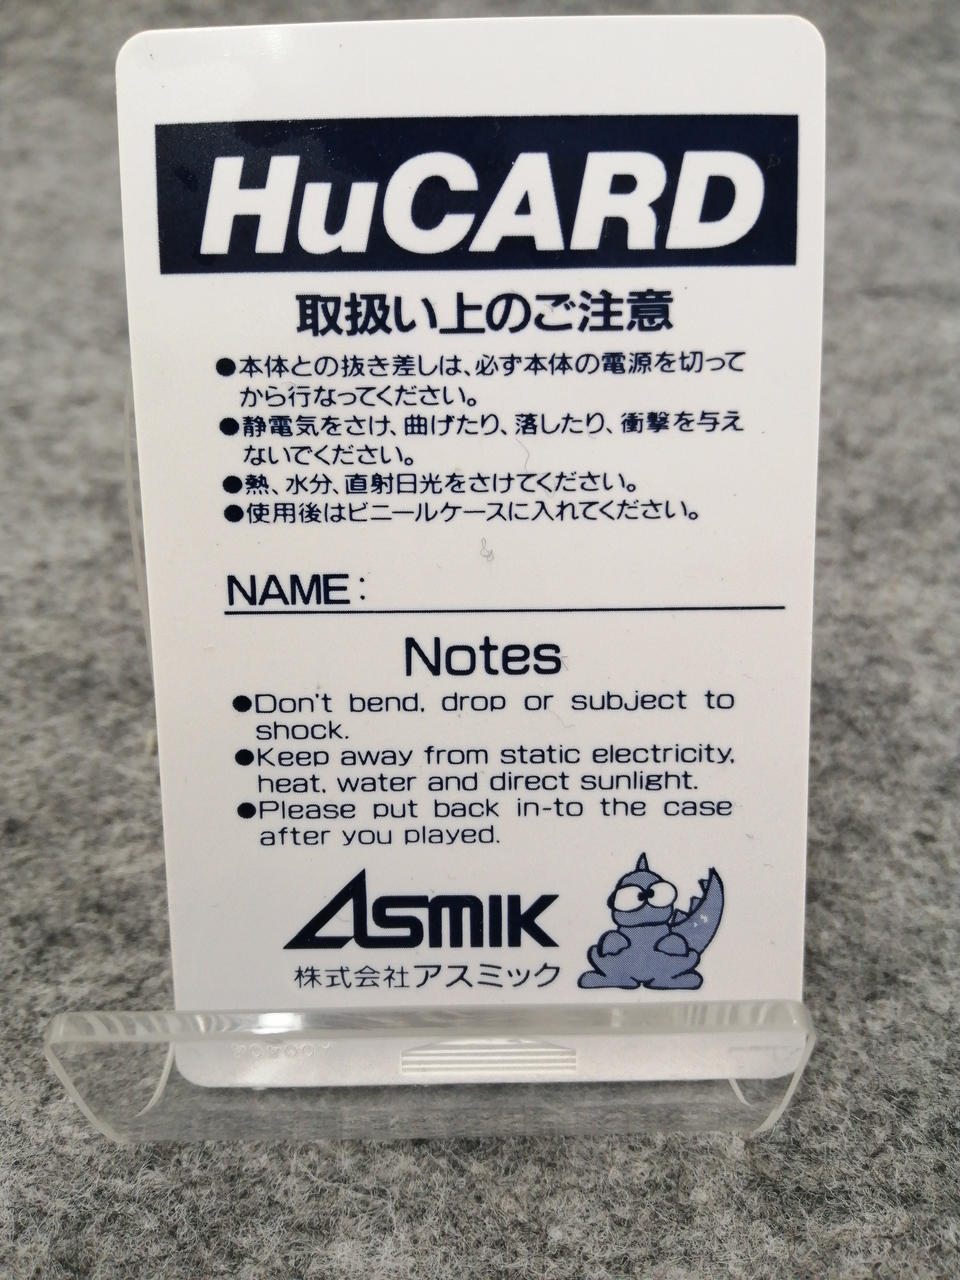 HuCARD
取扱い上のご注意
●本体との抜き差しは、必ず本体の電源を切って
から行なってください。
●静電気をさけ、曲げたり、落したり、衝撃を与え
ないでください。
●熱、水分、直射日光をさけてください。
●使用後はビニールケースに入れてください。
NAME:
Notes
●Don't bend, drop or subject to
shock.
●Keep away from static electricity,
heat, water and direct sunlight.
●Please put back in-to the case
after you played.
ASMIK
株式会社アスミック